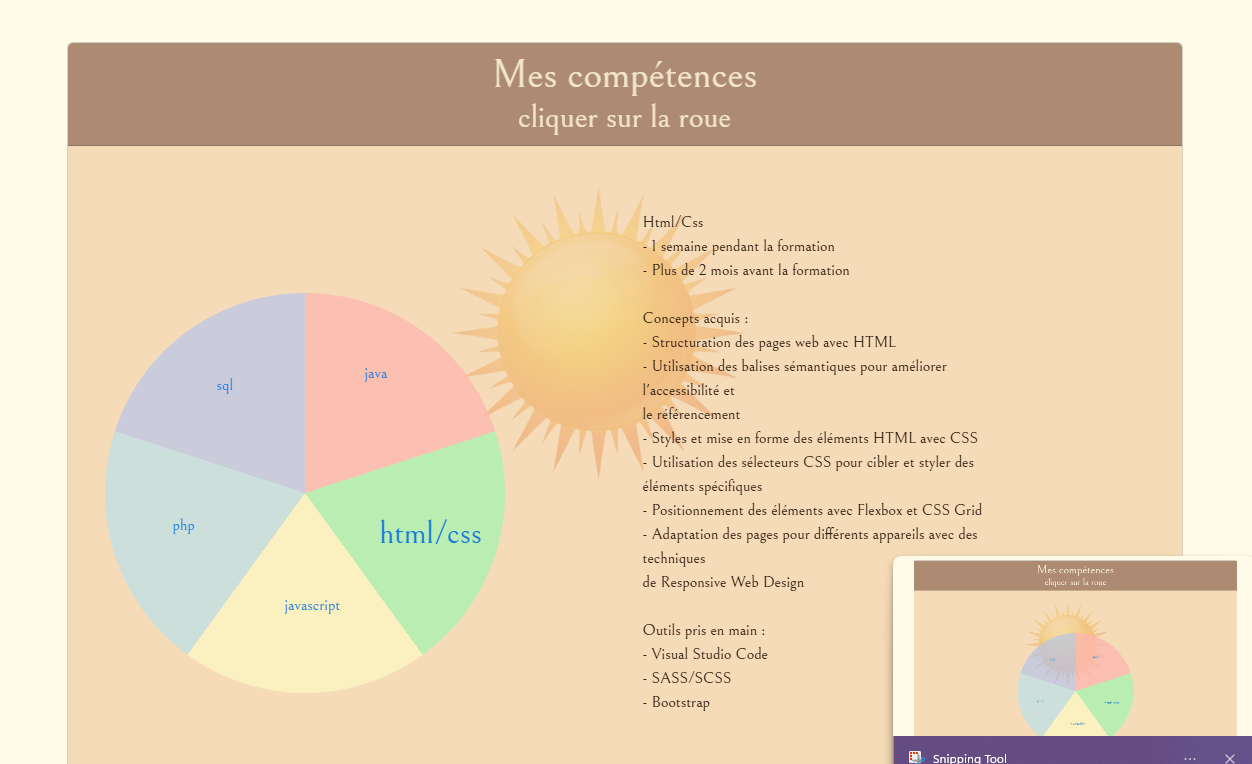 Mes compétences
cliquer sur la roue
Html/Css
- 1 semaine pendant la formation
- Plus de 2 mois avant la formation
Concepts acquis :
- Structuration des pages web avec HTML
- Utilisation des balises sémantiques pour améliorer
l'accessibilité et
le référencement
- Styles et mise en forme des éléments HTML avec CSS
- Utilisation des sélecteurs CSS pour cibler et styler des
éléments spécifiques
- Positionnement des éléments avec Flexbox et CSS Grid
- Adaptation des pages pour différents appareils avec des
techniques
de Responsive Web Design
Outils pris en main :
- Visual Studio Code
- SASS/SCSS
- Bootstrap
sql
java
php
html/css
javascript
Mes compétences
cliquer sur la roue
Snipping Tool